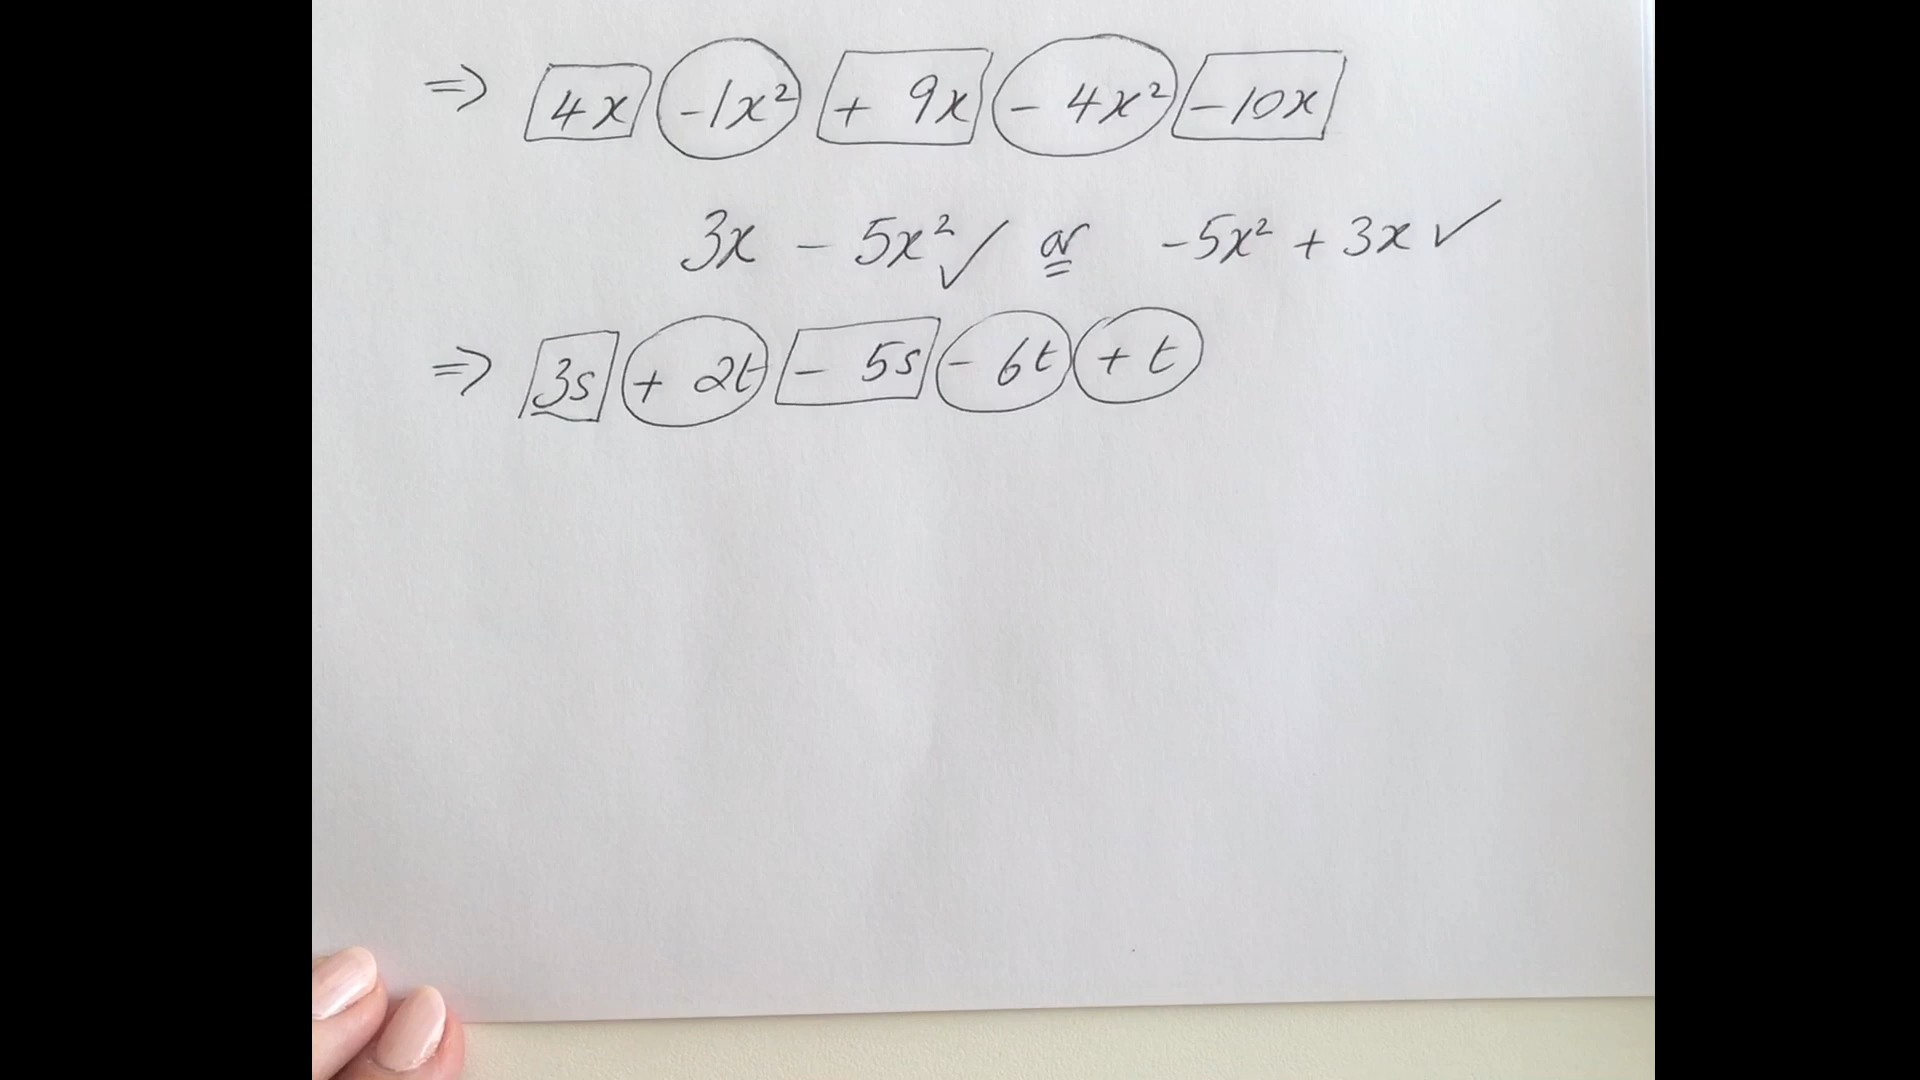 ⇒ 4x -1x² + 9x - 4x² - 10x
3x - 5x² ✓ or -5x² + 3x ✓
⇒ 3s + 2t - 5s - 6t + t